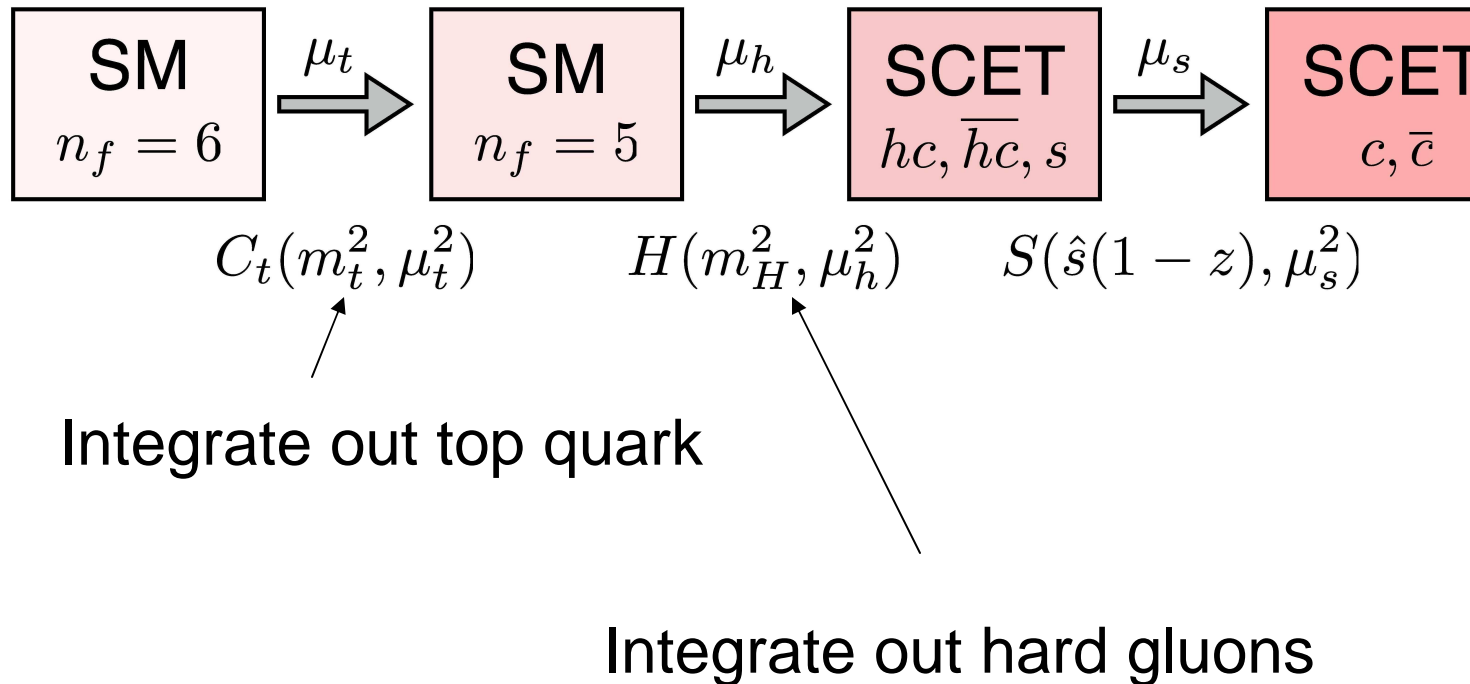 SM μ_t SM μ_h SCET μ_s SCET
n_f = 6 n_f = 5 hc, \overline{hc}, s c, \bar{c}
C_t(m_t^2, μ_t^2) H(m_H^2, μ_h^2) S(ŝ(1 − z), μ_s^2)
Integrate out top quark
Integrate out hard gluons